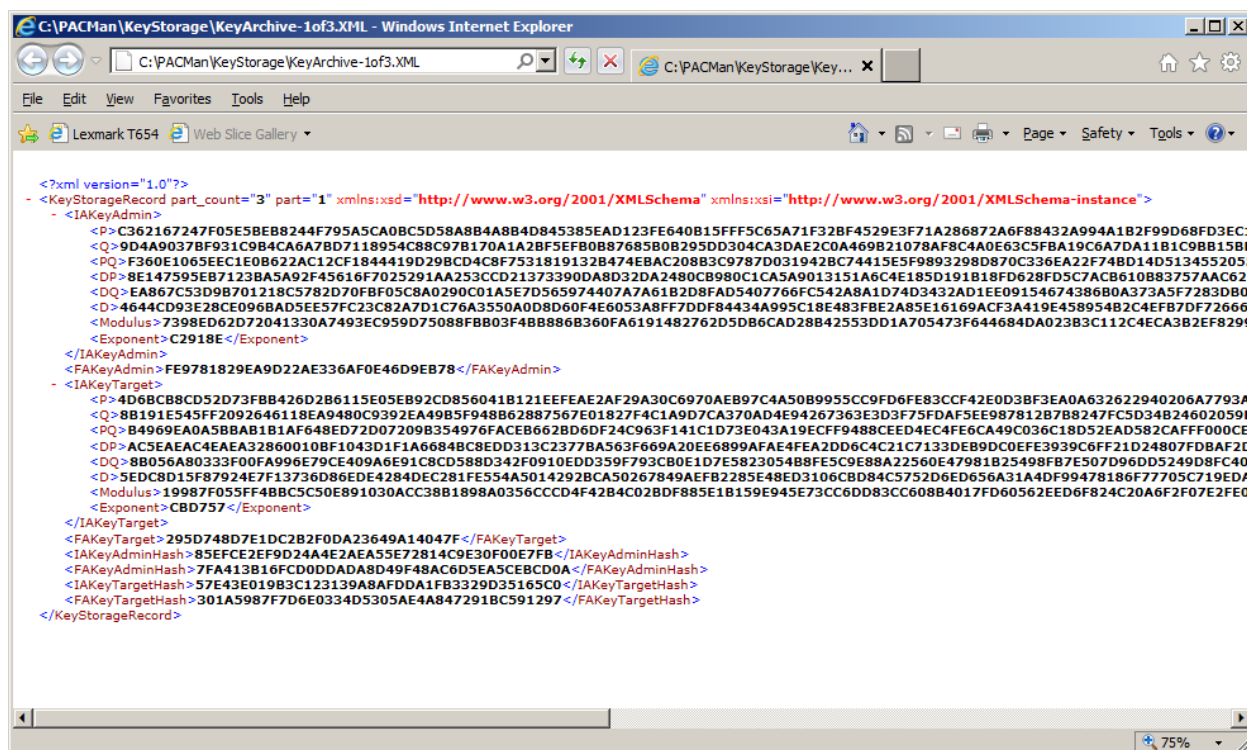 C:\PACMan\KeyStorage\KeyArchive-1of3.XML - Windows Internet Explorer
C:\PACMan\KeyStorage\KeyArchive-1of3.XML
C:\PACMan\KeyStorage\Key...
File Edit View Favorites Tools Help
Lexmark T654 Web Slice Gallery Page Safety Tools
<?xml version="1.0"?>
- <KeyStorageRecord part_count="3" part="1" xmlns:xsd="http://www.w3.org/2001/XMLSchema" xmlns:xsi="http://www.w3.org/2001/XMLSchema-instance">
- <IAKeyAdmin>
<P>C362167247F05E5BEB8244F795A5CA0BC5D58A8B4A8B4D845385EAD123FE640B15FFF5C65A71F32BF4529E3F71A286872A6F88432A994A1B2F99D68FD3EC1
<Q>9D4A9037BF931C9B4CA6A7BD7118954C88C97B170A1A2BF5EFB0B87685B0B295DD304CA3DAE2C0A469B21078AF8C4A0E63C5FBA19C6A7DA11B1C9BB15B
<PQ>F360E1065EEC1E0B622AC12CF1844419D29BCD4C8F7531819132B474EBAC208B3C9787D031942BC74415E5F9893298D870C336EA22F74BD14D513455205
<DP>8E147595EB7123BA5A92F45616F7025291AA253CCD21373390DA8D32DA2480CB980C1CA5A9013151A6C4E185D191B18FD628FD5C7ACB610B83757AAC62
<DQ>EA867C53D9B701218C5782D70FBF05C8A0290C01A5E7D565974407A7A61B2D8FAD5407766FC542A8A1D74D3432AD1EE09154674386B0A373A5F7283DB0
<D>4644CD93E28CE096BAD5EE57FC23C82A7D1C76A3550A0D8D60F4E6053A8FF7DDF84434A995C18E483FBE2A85E16169ACF3A419E458954B2C4EFB7DF72666
<Modulus>7398ED62D72041330A7493EC959D75088FBB03F4BB886B360FA6191482762D5DB6CAD28B42553DD1A705473F644684DA023B3C112C4ECA3B2EF8299
<Exponent>C2918E</Exponent>
</IAKeyAdmin>
<FAKeyAdmin>FE9781829EA9D22AE336AF0E46D9EB78</FAKeyAdmin>
- <IAKeyTarget>
<P>4D6BCB8CD52D73FBB426D2B6115E05EB92CD856041B121EEFEAE2AF29A30C6970AEB97C4A50B9955CC9FD6FE83CCF42E0D3BF3EA0A632622940206A7793A
<Q>8B191E545FF2092646118EA9480C9392EA49B5F948B62887567E01827F4C1A9D7CA370AD4E94267363E3D3F75FDAF5EE987812B7B8247FC5D34B24602059
<PQ>B4969EA0A5BBAB1B1AF648ED72D07209B354976FACEB662BD6DF24C963F141C1D73E043A19ECFF9488CEED4EC4FE6CA49C036C18D52EAD582CAFFF000CE
<DP>AC5EAEAC4EAEA32860010BF1043D1F1A6684BC8EDD313C2377BA563F669A20EE6899AFAE4FEA2DD6C4C21C7133DEB9DC0EFE3939C6FF21D24807FDBAF2D
<DQ>8B056A80333F00FA996E79CE409A6E91C8CD588D342F0910EDD359F793CB0E1D7E5823054B8FE5C9E88A22560E47981B25498FB7E507D96DD5249D8FC40
<D>5EDC8D15F87924E7F13736D86EDE4284DEC281FE554A5014292BCA50267849AEFB2285E48ED3106CBD84C5752D6ED656A31A4DF99478186F77705C719EDA
<Modulus>19987F055FF4BBC5C50E891030ACC38B1898A0356CCCD4F42B4C02BDF885E1B159E945E73CC6DD83CC608B4017FD60562EED6F824C20A6F2F07E2FE0
<Exponent>CBD757</Exponent>
</IAKeyTarget>
<FAKeyTarget>295D748D7E1DC2B2F0DA23649A14047F</FAKeyTarget>
<IAKeyAdminHash>85EFCE2EF9D24A4E2AEA55E72814C9E30F00E7FB</IAKeyAdminHash>
<FAKeyAdminHash>7FA413B16FCD0DDADA8D49F48AC6D5EA5CEBCD0A</FAKeyAdminHash>
<IAKeyTargetHash>57E43E019B3C123139A8AFDDA1FB3329D35165C0</IAKeyTargetHash>
<FAKeyTargetHash>301A5987F7D6E0334D5305AE4A847291BC591297</FAKeyTargetHash>
</KeyStorageRecord>
75%